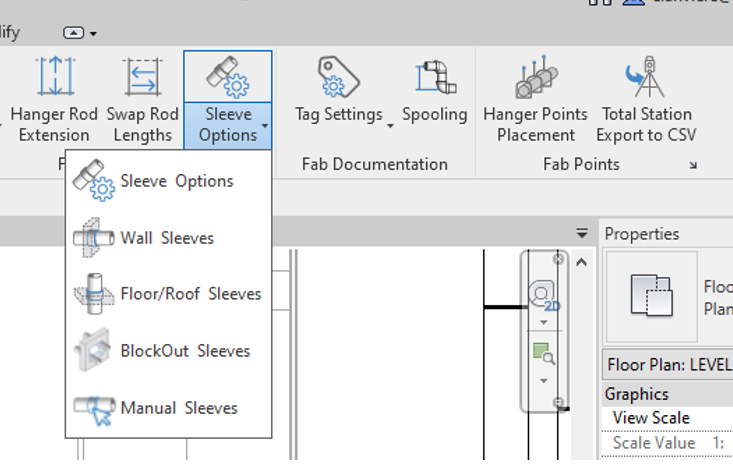 Hanger Rod
Extension
Swap Rod
Lengths
Sleeve
Options
Tag Settings
Spooling
Hanger Points
Placement
Total Station
Export to CSV
Fab Documentation
Fab Points
Sleeve Options
Wall Sleeves
Floor/Roof Sleeves
BlockOut Sleeves
Manual Sleeves
2D
Properties
Floo
Plan
Floor Plan: LEVEL
Graphics
View Scale
Scale Value 1: